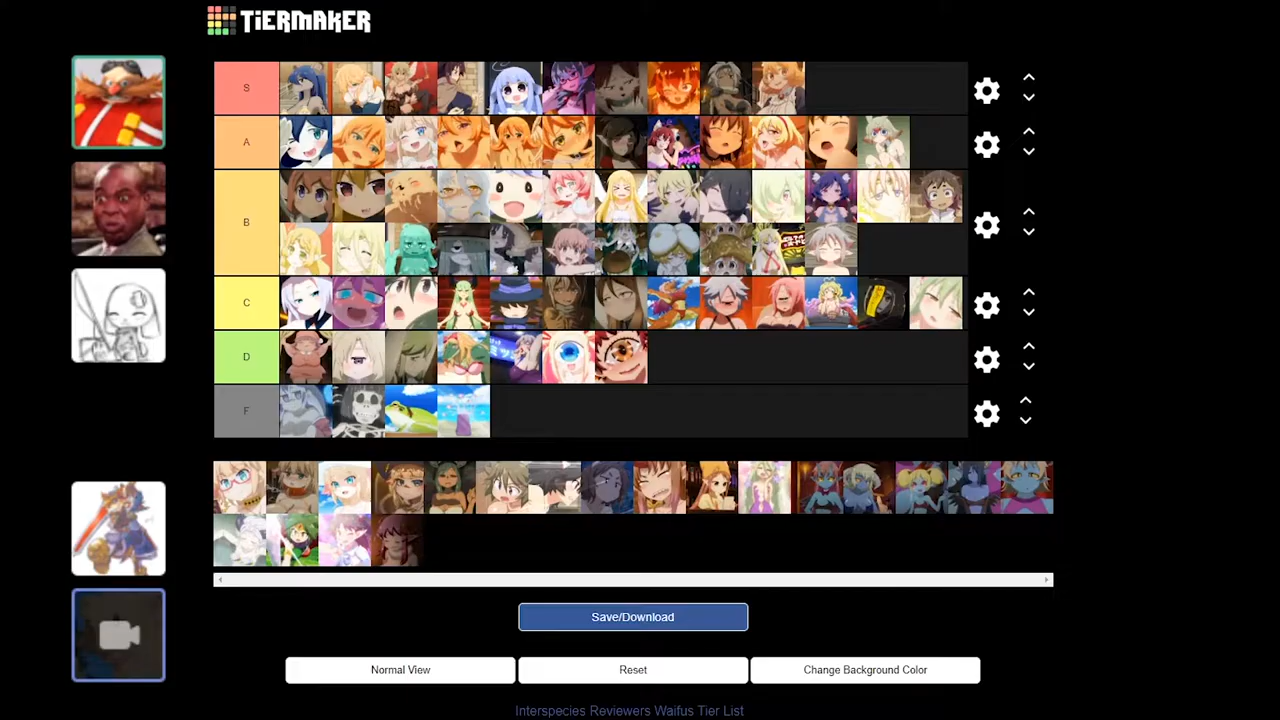 TIERMAKER
S
A
B
C
D
F
Save/Download
Normal View
Reset
Change Background Color
Interspecies Reviewers Waifus Tier List